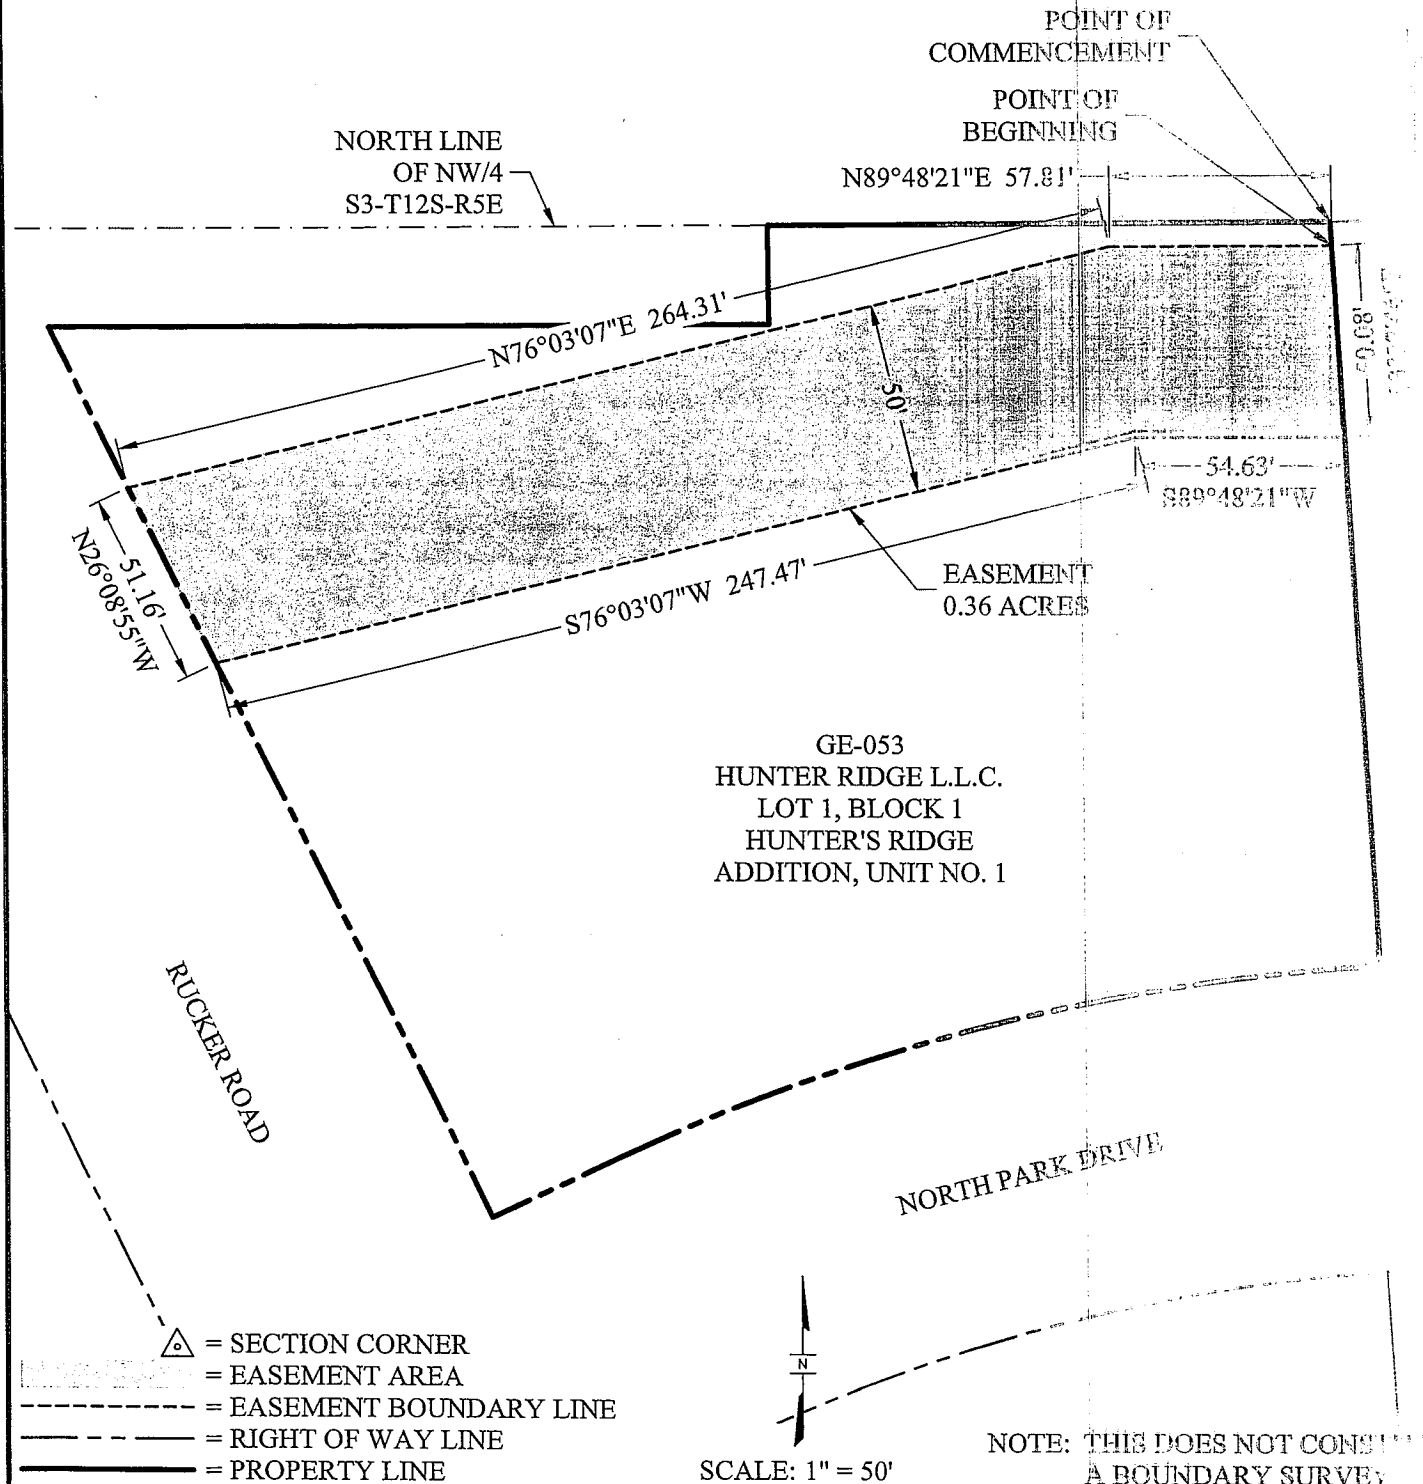 POINT OF
COMMENCEMENT
POINT OF
BEGINNING
NORTH LINE
OF NW/4
S3-T12S-R5E
N89°48'21"E 57.81'
N76°03'07"E 264.31'
50'
54.63'
S89°48'21"W
51.16'
N26°08'55"W
S76°03'07"W 247.47'
EASEMENT
0.36 ACRES
GE-053
HUNTER RIDGE L.L.C.
LOT 1, BLOCK 1
HUNTER'S RIDGE
ADDITION, UNIT NO. 1
RUCKER ROAD
NORTH PARK DRIVE
= SECTION CORNER
= EASEMENT AREA
= EASEMENT BOUNDARY LINE
= RIGHT OF WAY LINE
= PROPERTY LINE
N
SCALE: 1" = 50'
NOTE: THIS DOES NOT
A BOUNDARY SURVEY